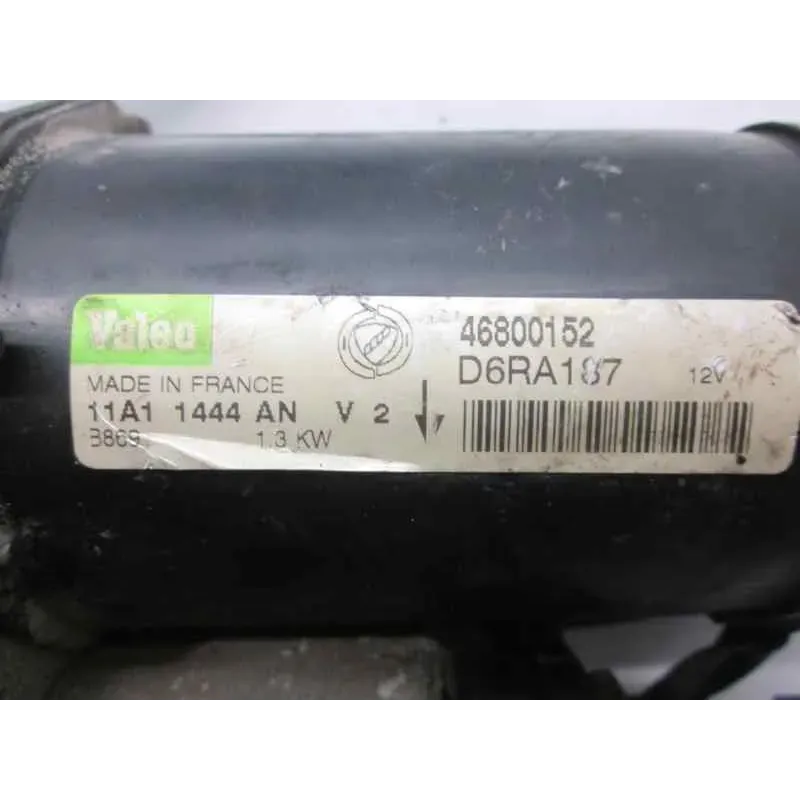 Valeo
46800152
D6RA187 12V
MADE IN FRANCE
11A1 1444 AN V 2
B869 1.3 KW